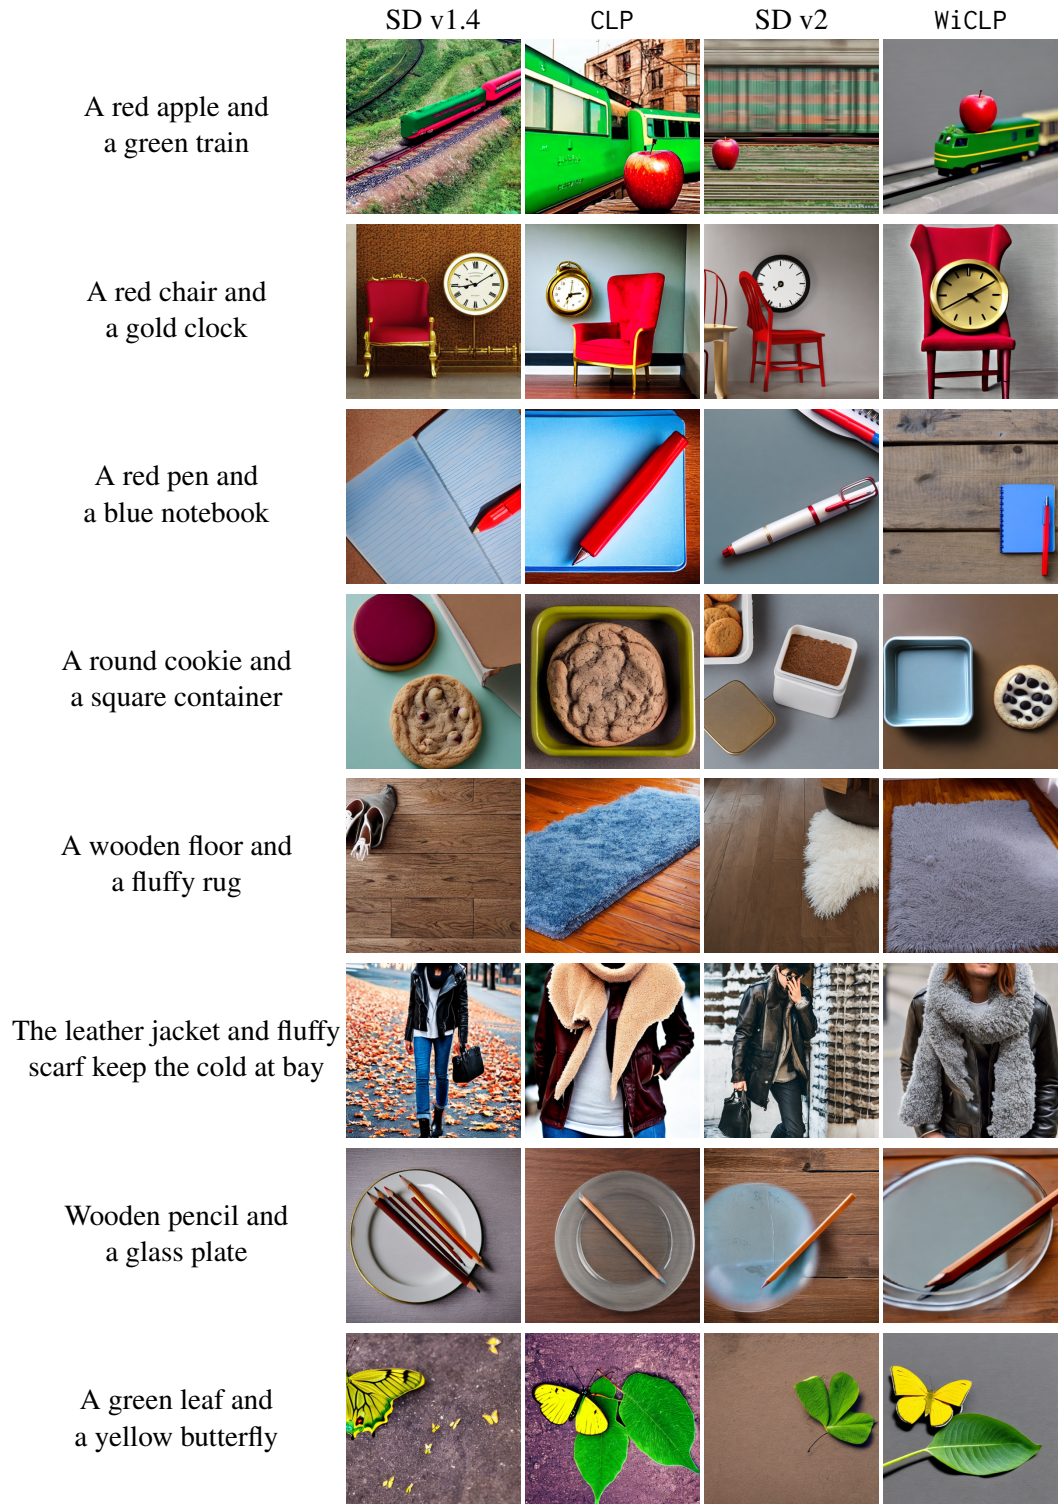 SD v1.4
CLP
SD v2
WiCLP
A red apple and
a green train
A red chair and
a gold clock
A red pen and
a blue notebook
A round cookie and
a square container
A wooden floor and
a fluffy rug
The leather jacket and fluffy
scarf keep the cold at bay
Wooden pencil and
a glass plate
A green leaf and
a yellow butterfly